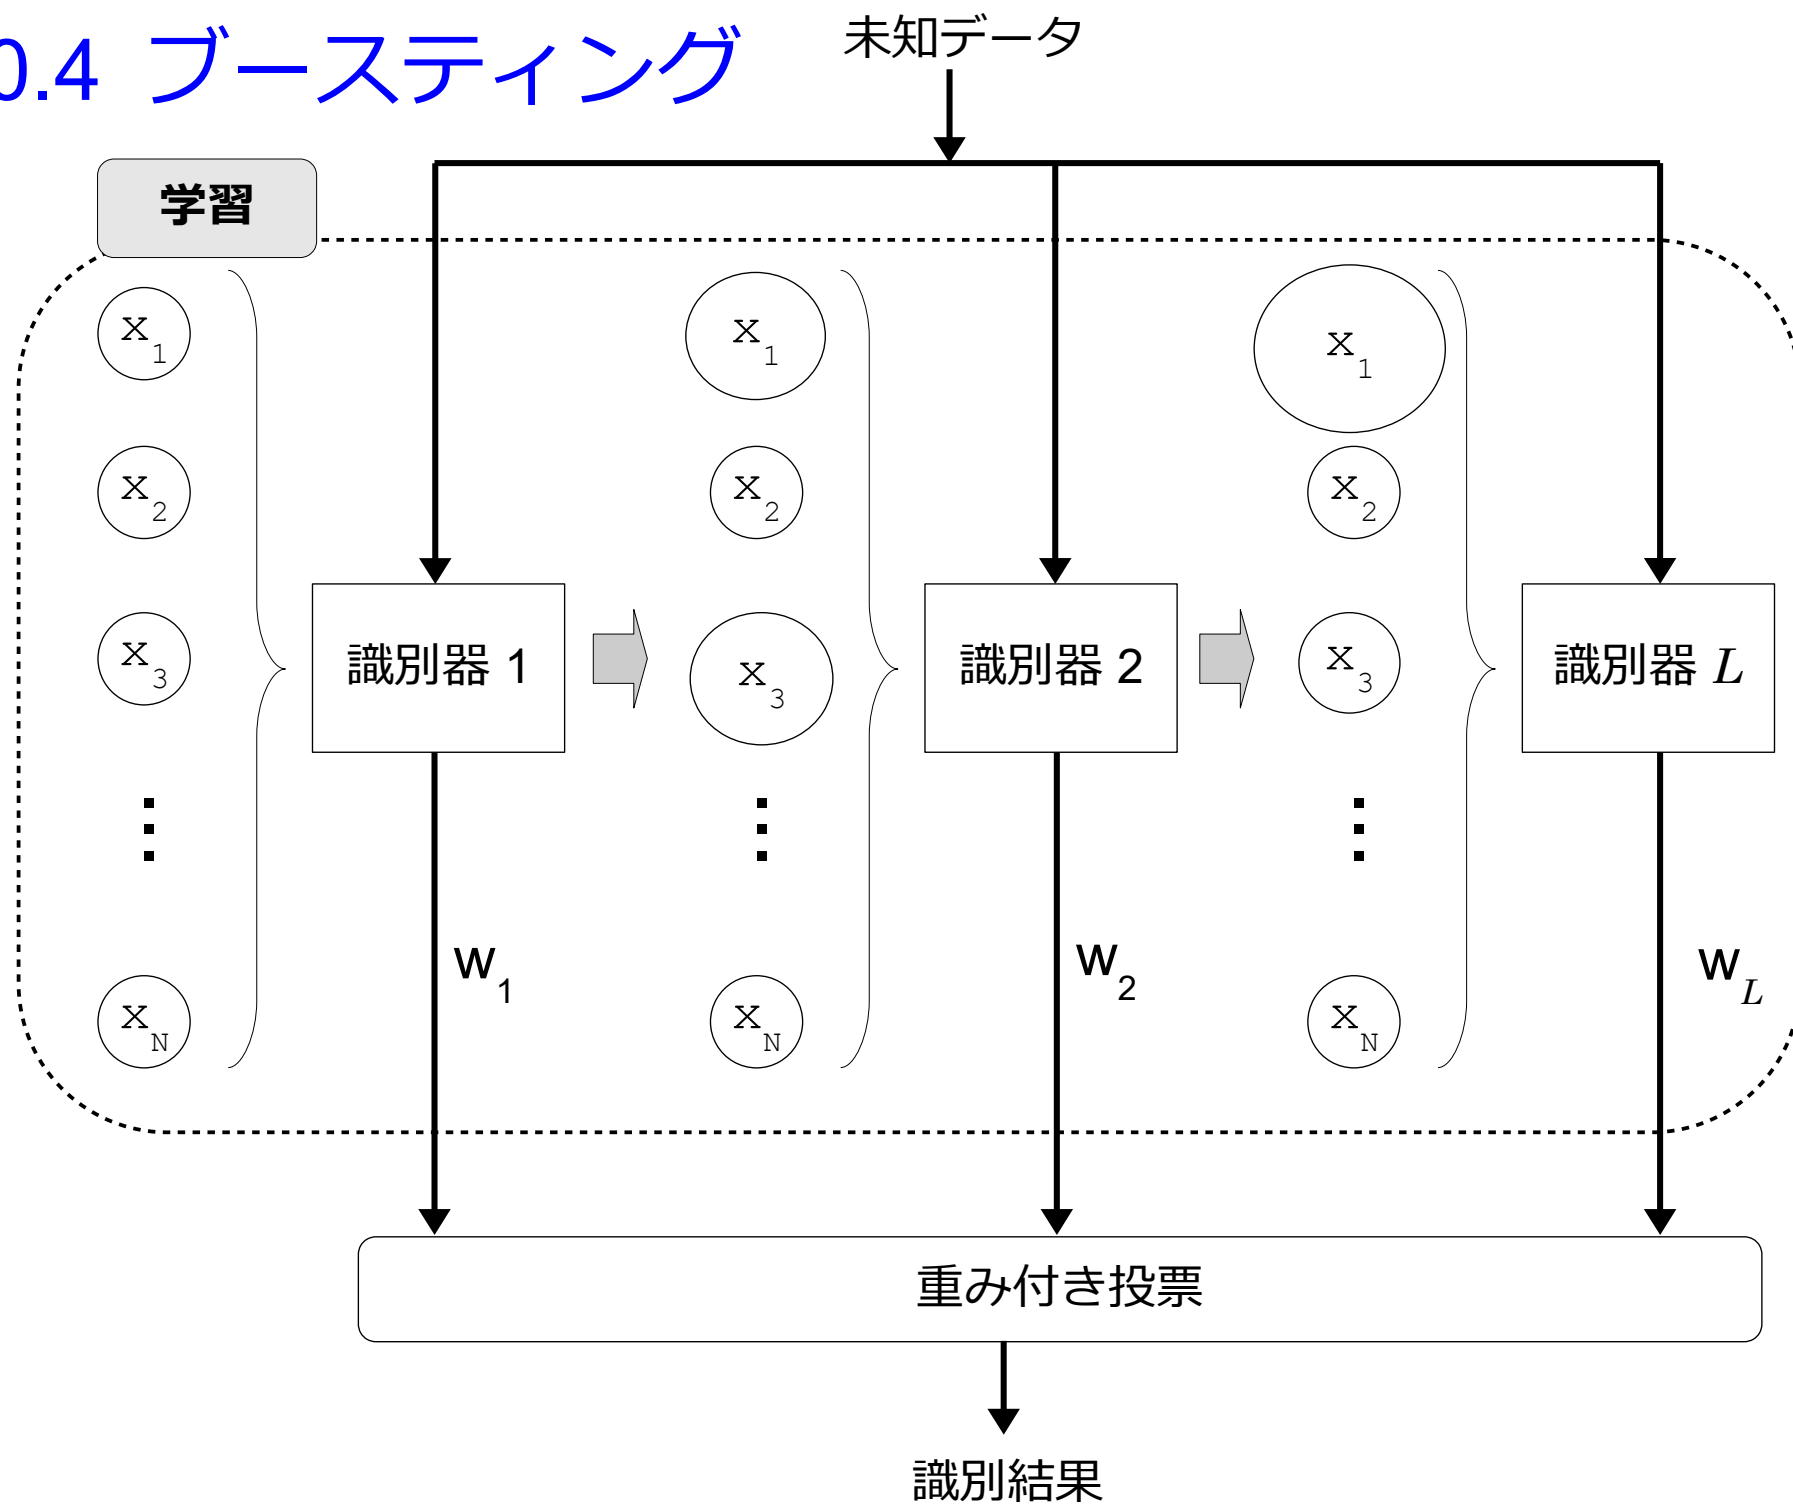 0.4 ブースティング
未知データ
学習
x1
x2
x3
⋮
xN
識別器 1
w1
x1
x2
x3
⋮
xN
識別器 2
w2
x1
x2
x3
⋮
xN
識別器 L
wL
重み付き投票
識別結果